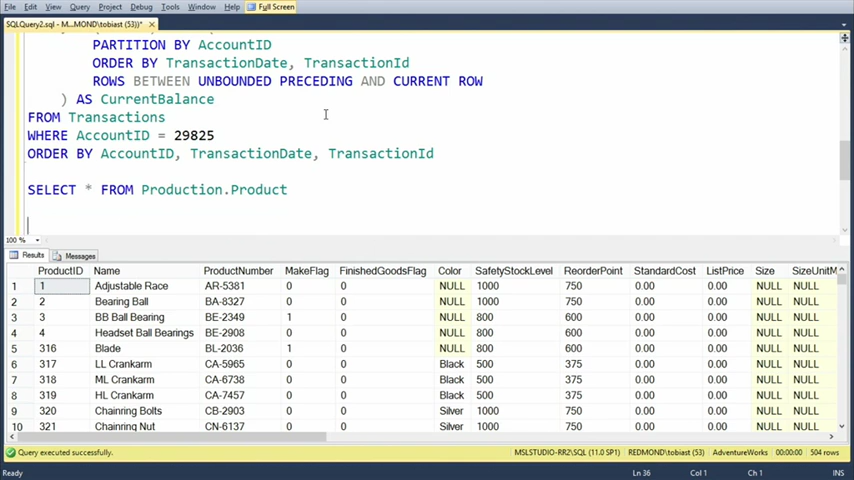 File Edit View Query Project Debug Tools Window Help Full Screen
SQLQuery2.sql - M...MOND\tobiast (53))*
PARTITION BY AccountID
ORDER BY TransactionDate, TransactionId
ROWS BETWEEN UNBOUNDED PRECEDING AND CURRENT ROW
) AS CurrentBalance
FROM Transactions
WHERE AccountID = 29825
ORDER BY AccountID, TransactionDate, TransactionId
SELECT * FROM Production.Product
100 %
Results Messages
ProductID Name ProductNumber MakeFlag FinishedGoodsFlag Color SafetyStockLevel ReorderPoint StandardCost ListPrice Size SizeUnitM
1 1 Adjustable Race AR-5381 0 0 NULL 1000 750 0.00 0.00 NULL NULL
2 2 Bearing Ball BA-8327 0 0 NULL 1000 750 0.00 0.00 NULL NULL
3 3 BB Ball Bearing BE-2349 1 0 NULL 800 600 0.00 0.00 NULL NULL
4 4 Headset Ball Bearings BE-2908 0 0 NULL 800 600 0.00 0.00 NULL NULL
5 316 Blade BL-2036 1 0 NULL 800 600 0.00 0.00 NULL NULL
6 317 LL Crankarm CA-5965 0 0 Black 500 375 0.00 0.00 NULL NULL
7 318 ML Crankarm CA-6738 0 0 Black 500 375 0.00 0.00 NULL NULL
8 319 HL Crankarm CA-7457 0 0 Black 500 375 0.00 0.00 NULL NULL
9 320 Chainring Bolts CB-2903 0 0 Silver 1000 750 0.00 0.00 NULL NULL
10 321 Chainring Nut CN-6137 0 0 Silver 1000 750 0.00 0.00 NULL NULL
Query executed successfully. MSLSTUDIO-RR2\SQL (11.0 SP1) REDMOND\tobiast (53) AdventureWorks 00:00:00 504 rows
Ready Ln 36 Col 1 Ch 1 INS